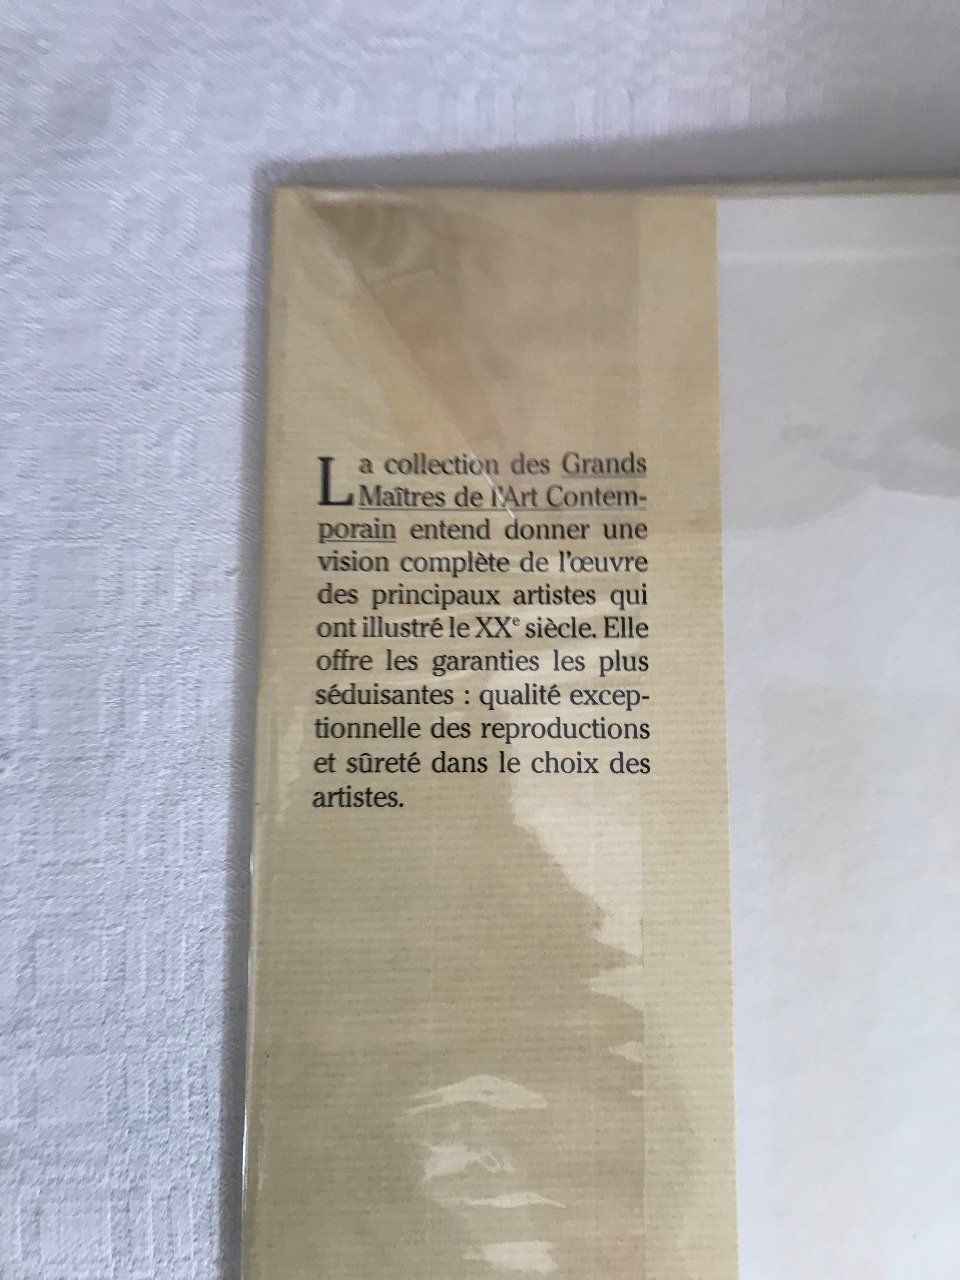 La collection des Grands
Maîtres de l'Art Contem-
porain entend donner une
vision complète de l'œuvre
des principaux artistes qui
ont illustré le XXe siècle. Elle
offre les garanties les plus
séduisantes : qualité excep-
tionnelle des reproductions
et sûreté dans le choix des
artistes.